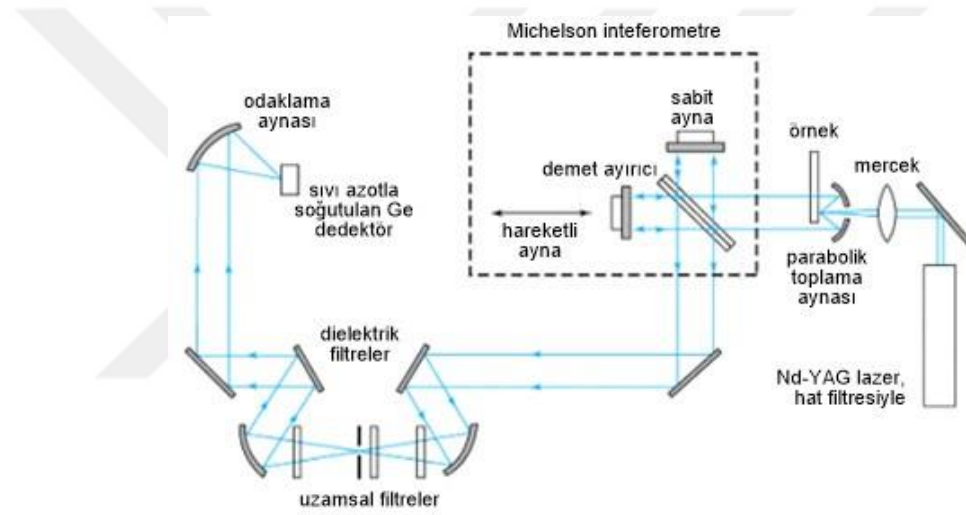 Michelson inteferometre
odaklama
aynası
sabit
ayna
örnek
mercek
demet ayırıcı
sıvı azotla
soğutulan Ge
dedektör
hareketli
ayna
parabolik
toplama
aynası
dielektrik
filtreler
Nd-YAG lazer,
hat filtresiyle
uzamsal filtreler